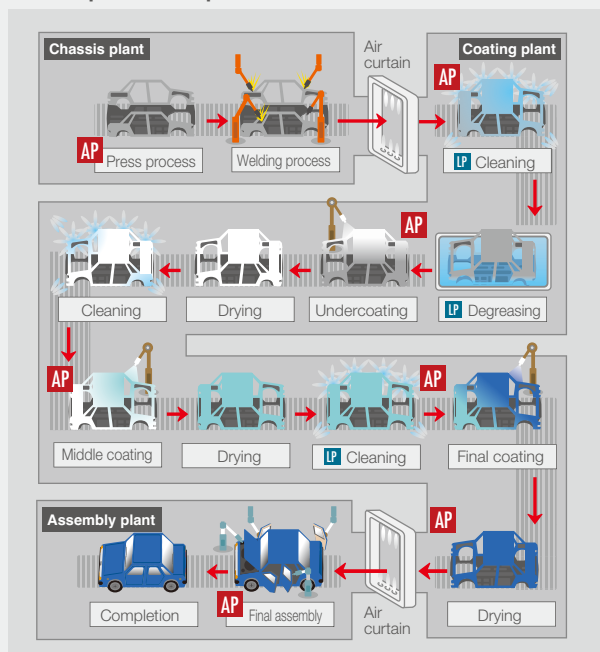 Chassis plant
Air
curtain
Coating plant
AP
AP
Press process
Welding process
LP Cleaning
AP
Cleaning
Drying
Undercoating
LP Degreasing
AP
AP
Middle coating
Drying
LP Cleaning
Final coating
Assembly plant
AP
AP
Completion
Final assembly
Air
curtain
Drying